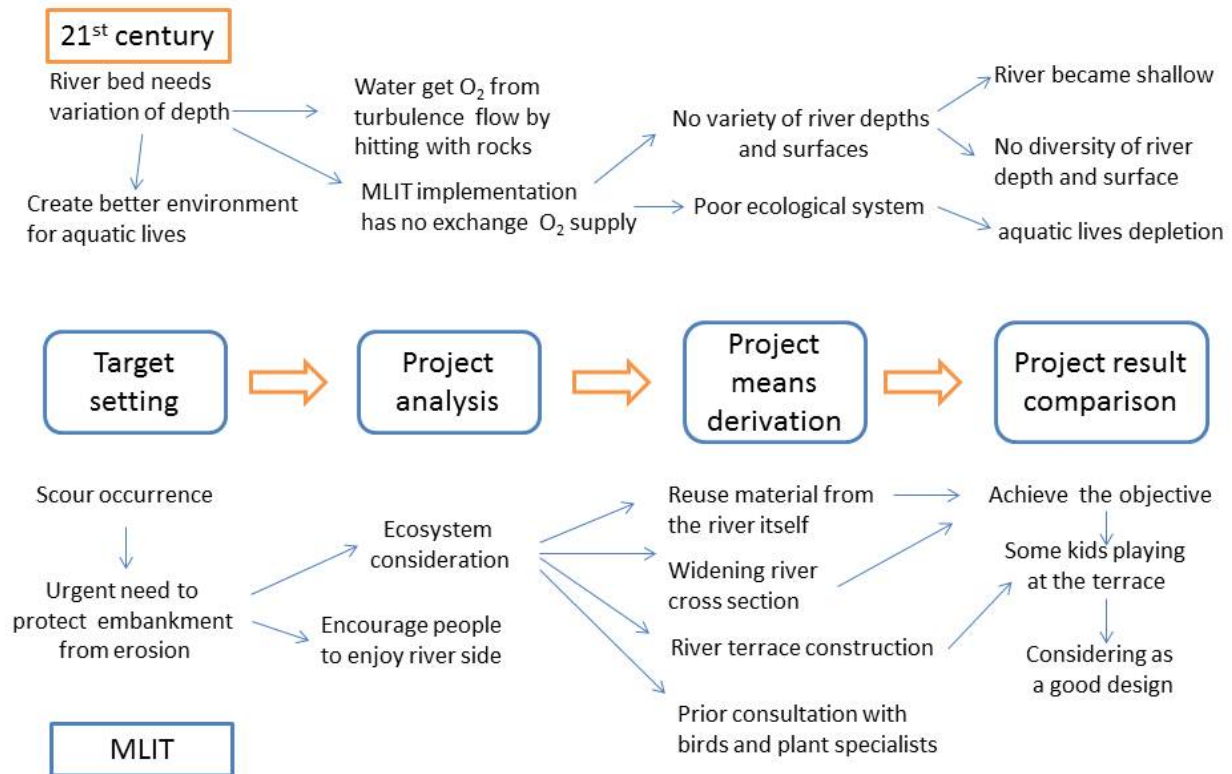 21st century
River bed needs
variation of depth
Create better environment
for aquatic lives
Water get O2 from
turbulence flow by
hitting with rocks
MLIT implementation
has no exchange O2 supply
No variety of river depths
and surfaces
Poor ecological system
River became shallow
No diversity of river
depth and surface
aquatic lives depletion
Target
setting
Project
analysis
Project
means
derivation
Project result
comparison
Scour occurrence
Urgent need to
protect embankment
from erosion
Ecosystem
consideration
Encourage people
to enjoy river side
Reuse material from
the river itself
Widening river
cross section
River terrace construction
Prior consultation with
birds and plant specialists
Achieve the objective
Some kids playing
at the terrace
Considering as
a good design
MLIT